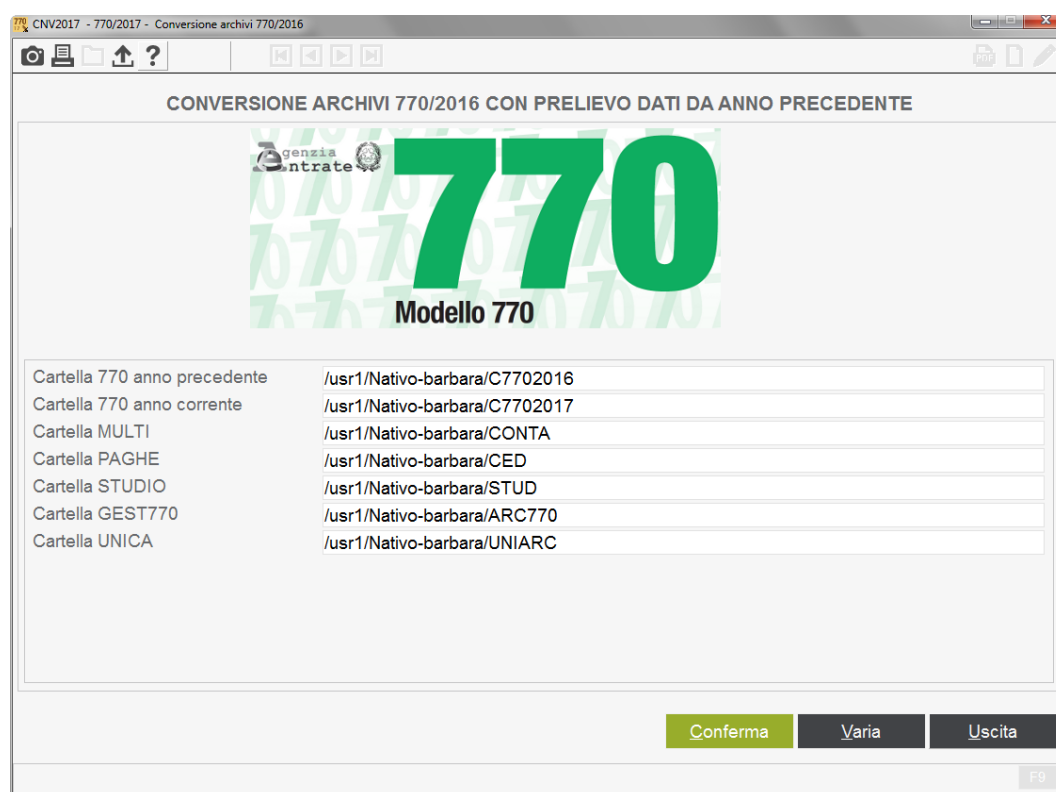 CNV2017 - 770/2017 - Conversione archivi 770/2016
?
PDF
CONVERSIONE ARCHIVI 770/2016 CON PRELIEVO DATI DA ANNO PRECEDENTE
Agenzia
Entrate
770
Modello 770
Cartella 770 anno precedente /usr1/Nativo-barbara/C7702016
Cartella 770 anno corrente /usr1/Nativo-barbara/C7702017
Cartella MULTI /usr1/Nativo-barbara/CONTA
Cartella PAGHE /usr1/Nativo-barbara/CED
Cartella STUDIO /usr1/Nativo-barbara/STUD
Cartella GEST770 /usr1/Nativo-barbara/ARC770
Cartella UNICA /usr1/Nativo-barbara/UNIARC
Conferma Varia Uscita
F9